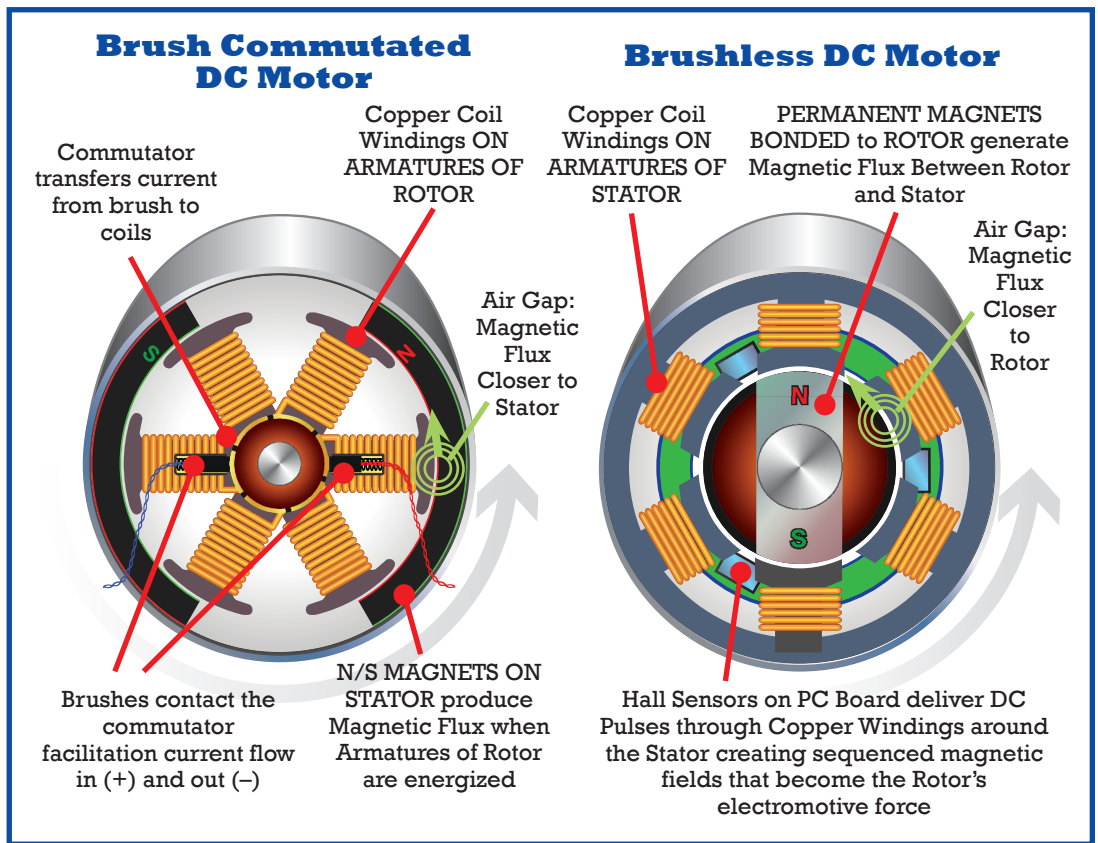 Brush Commutated
DC Motor
Commutator
transfers current
from brush to
coils
Copper Coil
Windings ON
ARMATURES OF
ROTOR
Air Gap:
Magnetic
Flux
Closer to
Stator
S
N
Brushes contact the
commutator
facilitation current flow
in (+) and out (–)
N/S MAGNETS ON
STATOR produce
Magnetic Flux when
Armatures of Rotor
are energized
Brushless DC Motor
Copper Coil
Windings ON
ARMATURES OF
STATOR
PERMANENT MAGNETS
BONDED to ROTOR generate
Magnetic Flux Between Rotor
and Stator
Air Gap:
Magnetic
Flux
Closer
to
Rotor
N
S
Hall Sensors on PC Board deliver DC
Pulses through Copper Windings around
the Stator creating sequenced magnetic
fields that become the Rotor’s
electromotive force